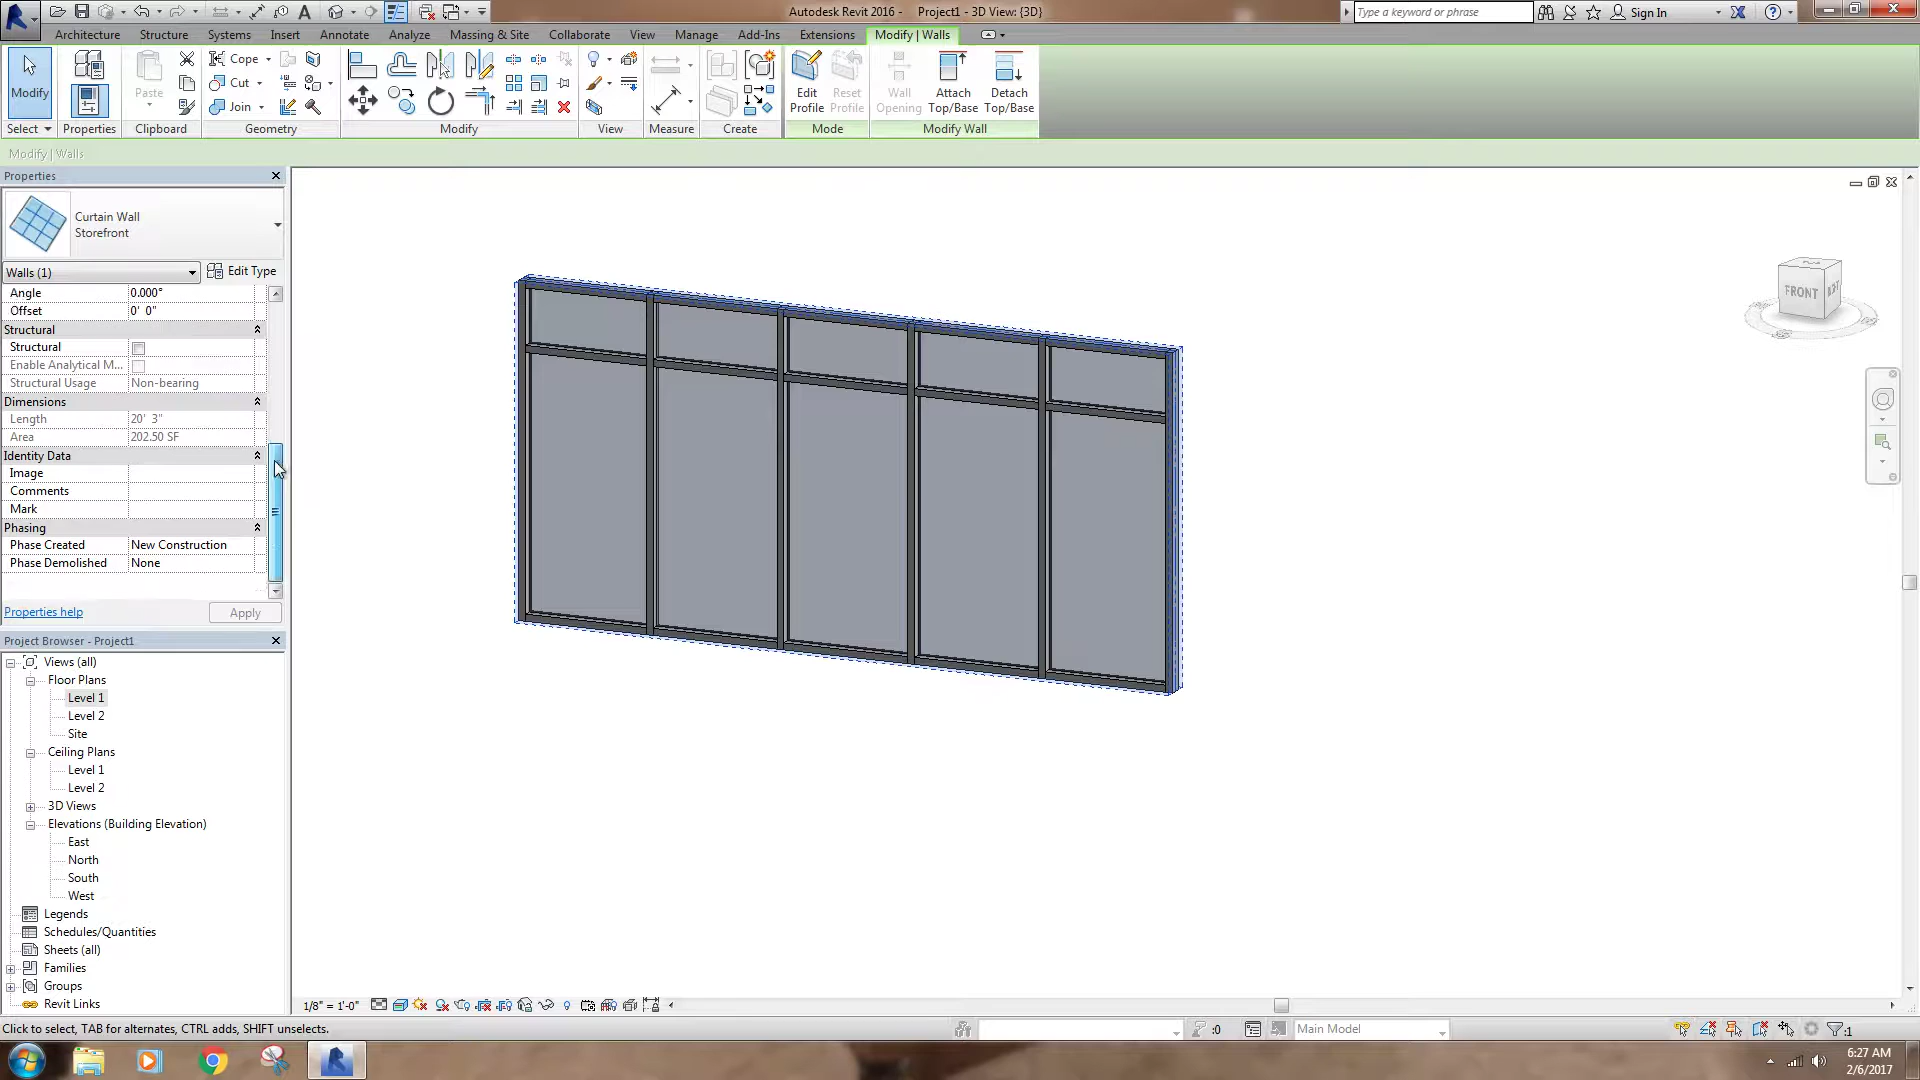 Autodesk Revit 2016 -     Project1 - 3D View: {3D}
Type a keyword or phrase
Sign In
Architecture Structure Systems Insert Annotate Analyze Massing & Site Collaborate View Manage Add-Ins Extensions Modify | Walls
Modify
Paste
Cope
Cut
Join
Edit Profile
Reset Profile
Wall Opening
Attach Top/Base
Detach Top/Base
Select Properties Clipboard Geometry Modify View Measure Create Mode Modify Wall
Modify | Walls
Properties
Curtain Wall
Storefront
Walls (1) Edit Type
Angle 0.000°
Offset 0' 0"
Structural
Structural
Enable Analytical M...
Structural Usage Non-bearing
Dimensions
Length 20' 3"
Area 202.50 SF
Identity Data
Image
Comments
Mark
Phasing
Phase Created New Construction
Phase Demolished None
Properties help Apply
Project Browser - Project1
Views (all)
Floor Plans
Level 1
Level 2
Site
Ceiling Plans
Level 1
Level 2
3D Views
Elevations (Building Elevation)
East
North
South
West
Legends
Schedules/Quantities
Sheets (all)
Families
Groups
Revit Links
FRONT
1/8" = 1'-0"
Click to select, TAB for alternates, CTRL adds, SHIFT unselects.
:0
Main Model
:1
6:27 AM
2/6/2017